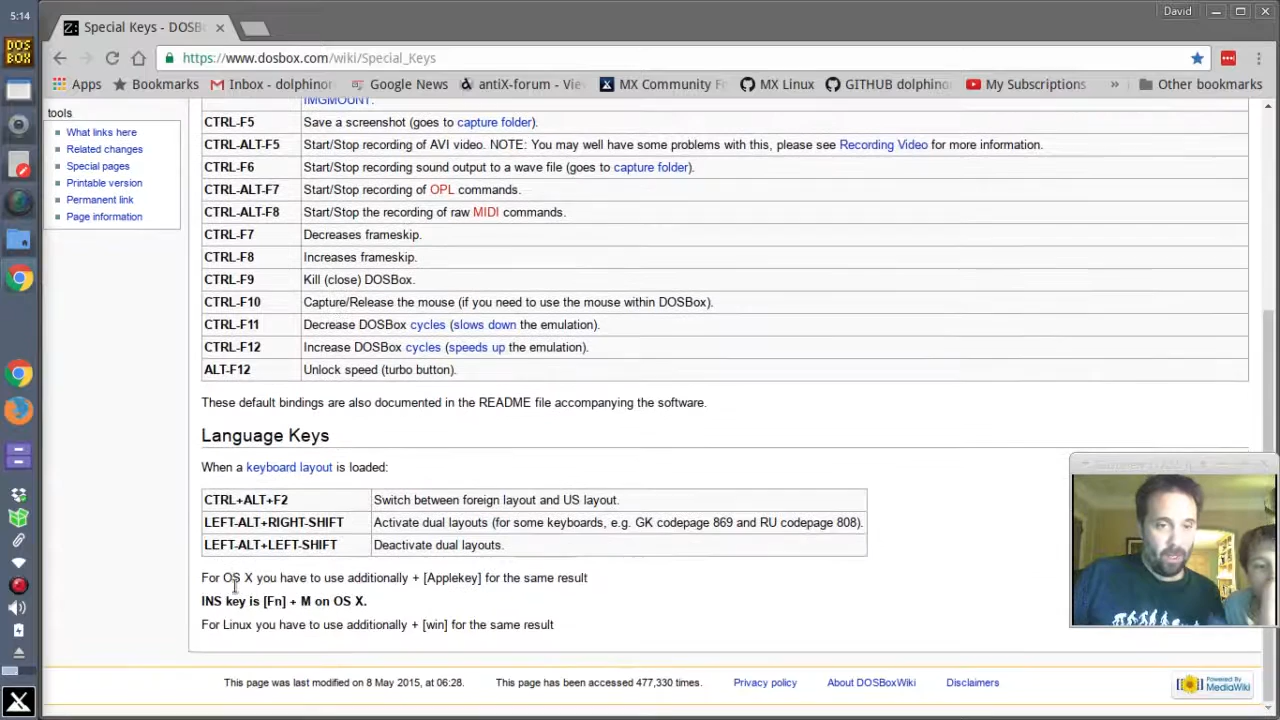 5:14
David
DOS
BOX
Special Keys - DOSB
https://www.dosbox.com/wiki/Special_Keys
Apps
Bookmarks
Inbox - dolphinor
Google News
antiX-forum - Vie
MX Community F
MX Linux
GITHUB dolphino
My Subscriptions
»
Other bookmarks
tools
What links here
Related changes
Special pages
Printable version
Permanent link
Page information
IMGMOUNT.
CTRL-F5 Save a screenshot (goes to capture folder).
CTRL-ALT-F5 Start/Stop recording of AVI video. NOTE: You may well have some problems with this, please see Recording Video for more information.
CTRL-F6 Start/Stop recording sound output to a wave file (goes to capture folder).
CTRL-ALT-F7 Start/Stop recording of OPL commands.
CTRL-ALT-F8 Start/Stop the recording of raw MIDI commands.
CTRL-F7 Decreases frameskip.
CTRL-F8 Increases frameskip.
CTRL-F9 Kill (close) DOSBox.
CTRL-F10 Capture/Release the mouse (if you need to use the mouse within DOSBox).
CTRL-F11 Decrease DOSBox cycles (slows down the emulation).
CTRL-F12 Increase DOSBox cycles (speeds up the emulation).
ALT-F12 Unlock speed (turbo button).
These default bindings are also documented in the README file accompanying the software.
Language Keys
When a keyboard layout is loaded:
CTRL+ALT+F2 Switch between foreign layout and US layout.
LEFT-ALT+RIGHT-SHIFT Activate dual layouts (for some keyboards, e.g. GK codepage 869 and RU codepage 808).
LEFT-ALT+LEFT-SHIFT Deactivate dual layouts.
For OS X you have to use additionally + [Applekey] for the same result
INS key is [Fn] + M on OS X.
For Linux you have to use additionally + [win] for the same result
This page was last modified on 8 May 2015, at 06:28.
This page has been accessed 477,330 times.
Privacy policy
About DOSBoxWiki
Disclaimers
Powered By
MediaWiki